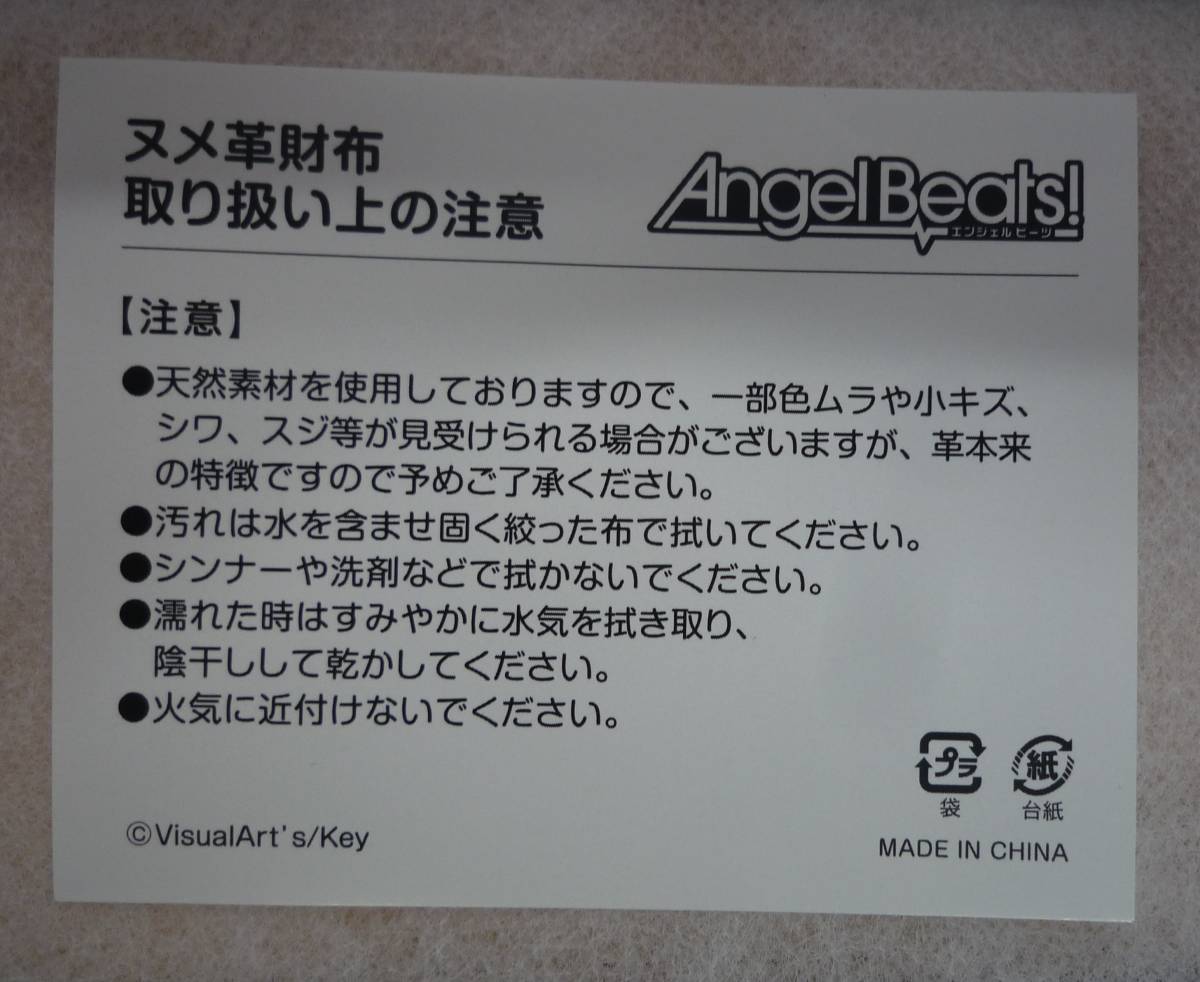 ヌメ革財布
取り扱い上の注意
Angel Beats!
エンジェルビーツ
【注意】
●天然素材を使用しておりますので、一部色ムラや小キズ、
シワ、スジ等が見受けられる場合がございますが、革本来
の特徴ですので予めご了承ください。
●汚れは水を含ませ固く絞った布で拭いてください。
●シンナーや洗剤などで拭かないでください。
●濡れた時はすみやかに水気を拭き取り、
陰干しして乾かしてください。
●火気に近付けないでください。
プラ 紙
袋 台紙
©VisualArt's/Key
MADE IN CHINA